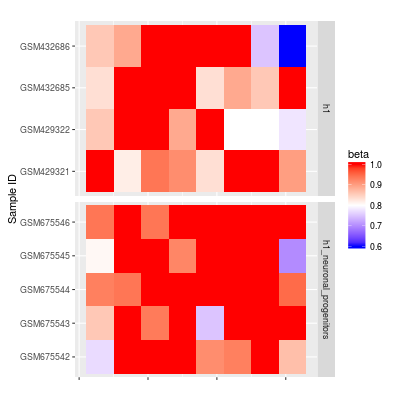 Sample ID
GSM432686
GSM432685
GSM429322
GSM429321
h1
GSM675546
GSM675545
GSM675544
GSM675543
GSM675542
h1_neuronal_progenitors
beta
1.0
0.9
0.8
0.7
0.6